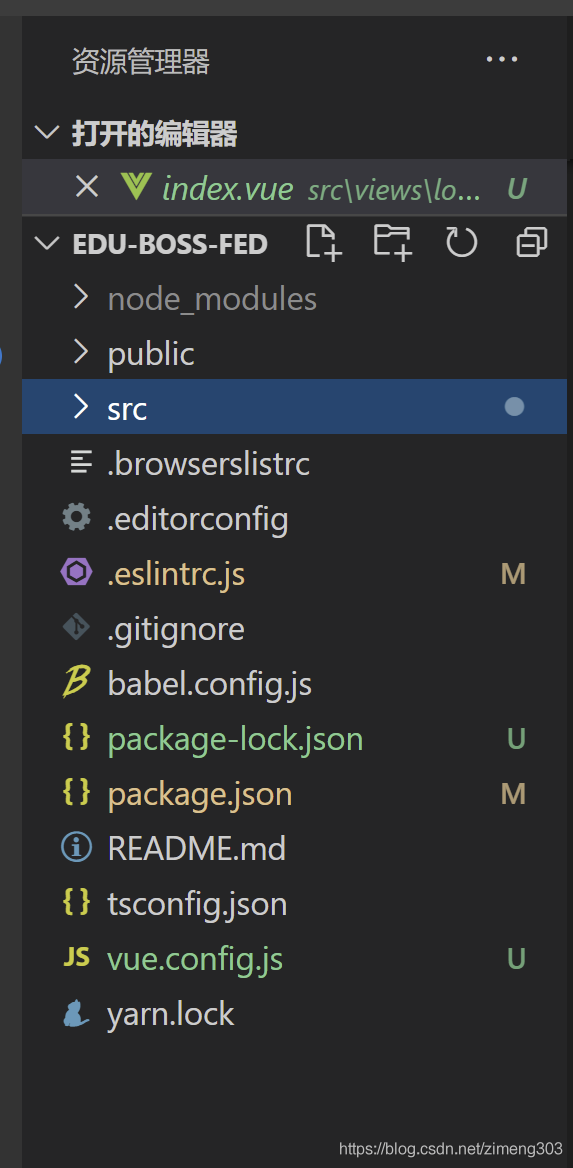 资源管理器
打开的编辑器
index.vue src\views\lo... U
EDU-BOSS-FED
node_modules
public
src
.browserslistrc
.editorconfig
.eslintrc.js M
.gitignore
babel.config.js
package-lock.json U
package.json M
README.md
tsconfig.json
JS vue.config.js U
yarn.lock
https://blog.csdn.net/zimeng303